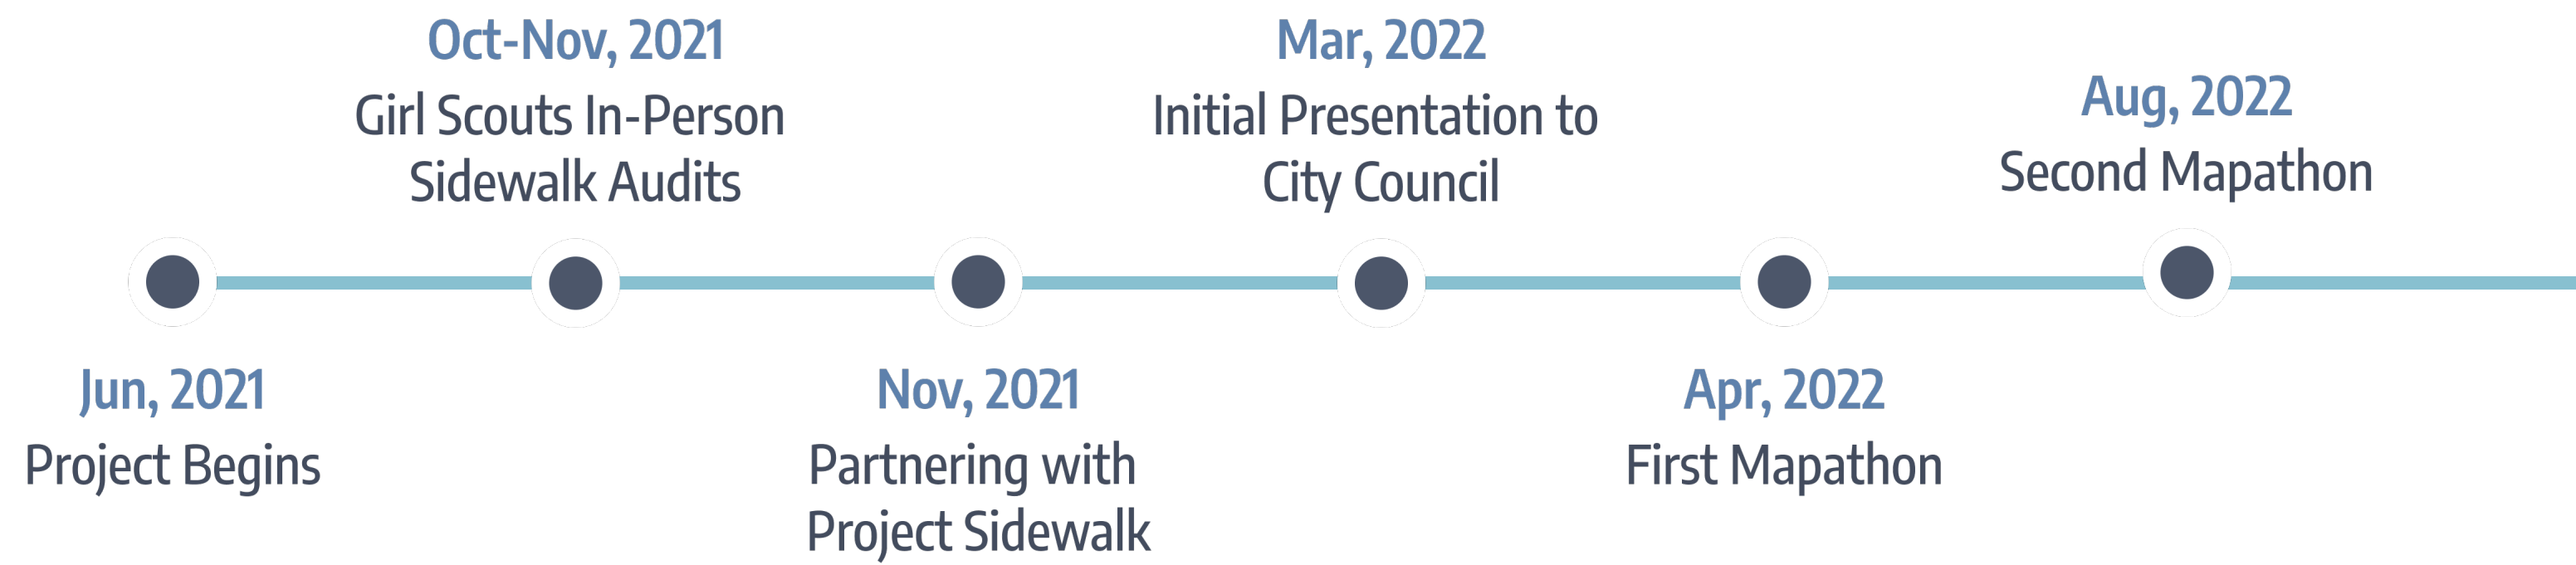 Jun, 2021
Project Begins
Oct-Nov, 2021
Girl Scouts In-Person
Sidewalk Audits
Nov, 2021
Partnering with
Project Sidewalk
Mar, 2022
Initial Presentation to
City Council
Apr, 2022
First Mapathon
Aug, 2022
Second Mapathon